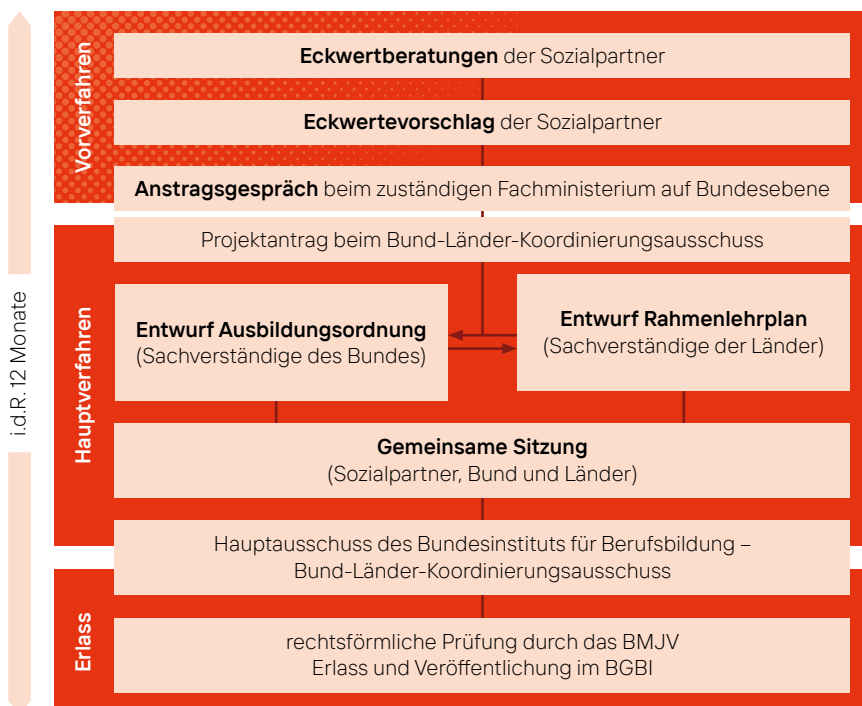 i.d.R. 12 Monate
Vorverfahren
Eckwertberatungen der Sozialpartner
Eckwertevorschlag der Sozialpartner
Anstragsgespräch beim zuständigen Fachministerium auf Bundesebene
Hauptverfahren
Projektantrag beim Bund-Länder-Koordinierungsausschuss
Entwurf Ausbildungsordnung
(Sachverständige des Bundes)
Entwurf Rahmenlehrplan
(Sachverständige der Länder)
Gemeinsame Sitzung
(Sozialpartner, Bund und Länder)
Hauptausschuss des Bundesinstituts für Berufsbildung –
Bund-Länder-Koordinierungsausschuss
Erlass
rechtsförmliche Prüfung durch das BMJV
Erlass und Veröffentlichung im BGBl